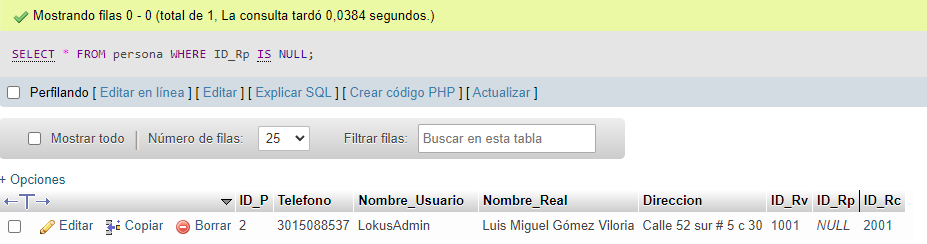 Mostrando filas 0 - 0 (total de 1, La consulta tardó 0,0384 segundos.)
SELECT * FROM persona WHERE ID_Rp IS NULL;
Perfilando [ Editar en línea ] [ Editar ] [ Explicar SQL ] [ Crear código PHP ] [ Actualizar ]
Mostrar todo Número de filas: 25 Filtrar filas: Buscar en esta tabla
+ Opciones
←T→ ID_P Telefono Nombre_Usuario Nombre_Real Direccion ID_Rv ID_Rp ID_Rc
Editar Copiar Borrar 2 3015088537 LokusAdmin Luis Miguel Gómez Viloria Calle 52 sur # 5 c 30 1001 NULL 2001